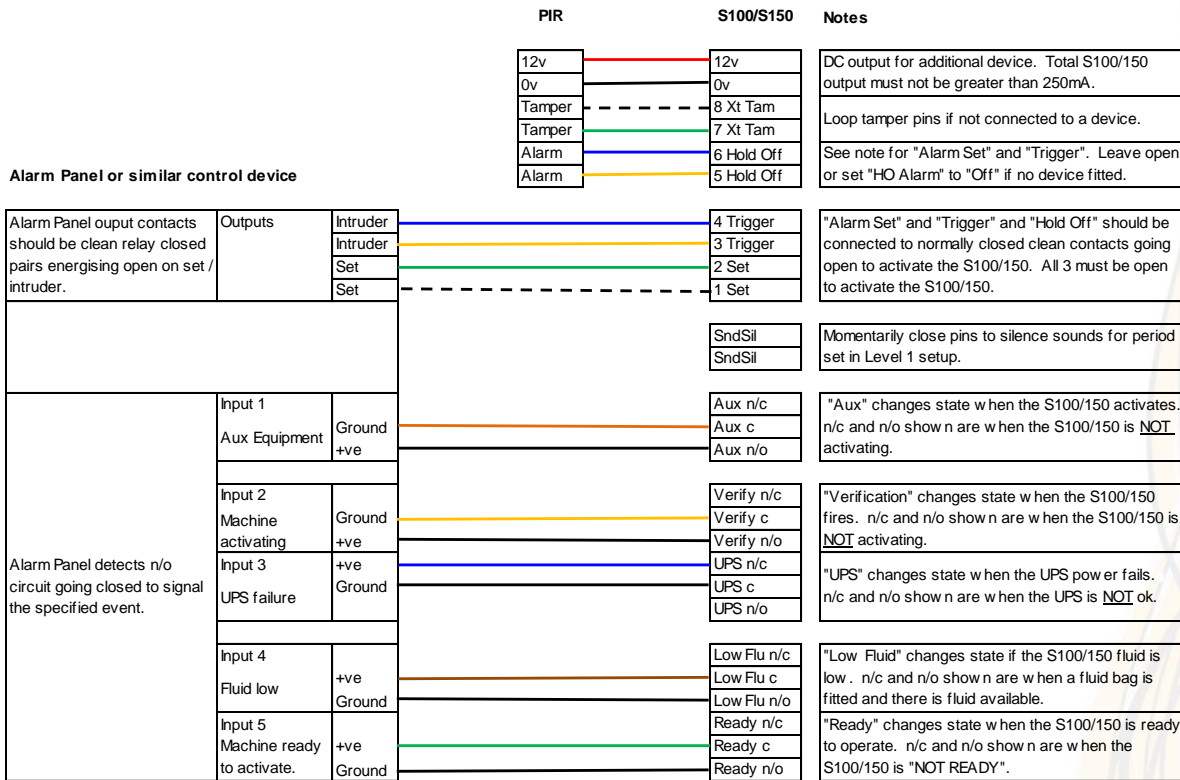 PIR S100/S150 Notes
12v 12v DC output for additional device. Total S100/150
0v 0v output must not be greater than 250mA.
Tamper 8 Xt Tam
Loop tamper pins if not connected to a device.
Tamper 7 Xt Tam
Alarm 6 Hold Off See note for "Alarm Set" and "Trigger". Leave open
Alarm Panel or similar control device Alarm 5 Hold Off or set "HO Alarm" to "Off" if no device fitted.
Alarm Panel ouput contacts Outputs Intruder 4 Trigger "Alarm Set" and "Trigger" and "Hold Off" should be
should be clean relay closed Intruder 3 Trigger connected to normally closed clean contacts going
pairs energising open on set / Set 2 Set open to activate the S100/150. All 3 must be open
intruder. Set 1 Set to activate the S100/150.
SndSil Momentarily close pins to silence sounds for period
SndSil set in Level 1 setup.
Input 1 Aux n/c "Aux" changes state when the S100/150 activates.
Aux Equipment Ground Aux c n/c and n/o shown are when the S100/150 is NOT
+ve Aux n/o activating.
Input 2 Verify n/c "Verification" changes state when the S100/150
Machine Ground Verify c fires. n/c and n/o shown are when the S100/150 is
activating +ve Verify n/o NOT activating.
Alarm Panel detects n/o Input 3 +ve UPS n/c
circuit going closed to signal UPS failure Ground UPS c "UPS" changes state when the UPS power fails.
the specified event. UPS n/o n/c and n/o shown are when the UPS is NOT ok.
Input 4 Low Flu n/c "Low Fluid" changes state if the S100/150 fluid is
Fluid low +ve Low Flu c low. n/c and n/o shown are when a fluid bag is
Ground Low Flu n/o fitted and there is fluid available.
Input 5 Ready n/c "Ready" changes state when the S100/150 is ready
Machine ready +ve Ready c to operate. n/c and n/o shown are when the
to activate. Ground Ready n/o S100/150 is "NOT READY".